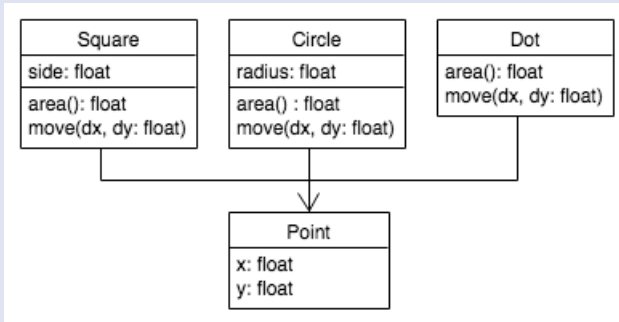 Square
side: float
area(): float
move(dx, dy: float)
Circle
radius: float
area() : float
move(dx, dy: float)
Dot
area(): float
move(dx, dy: float)
Point
x: float
y: float